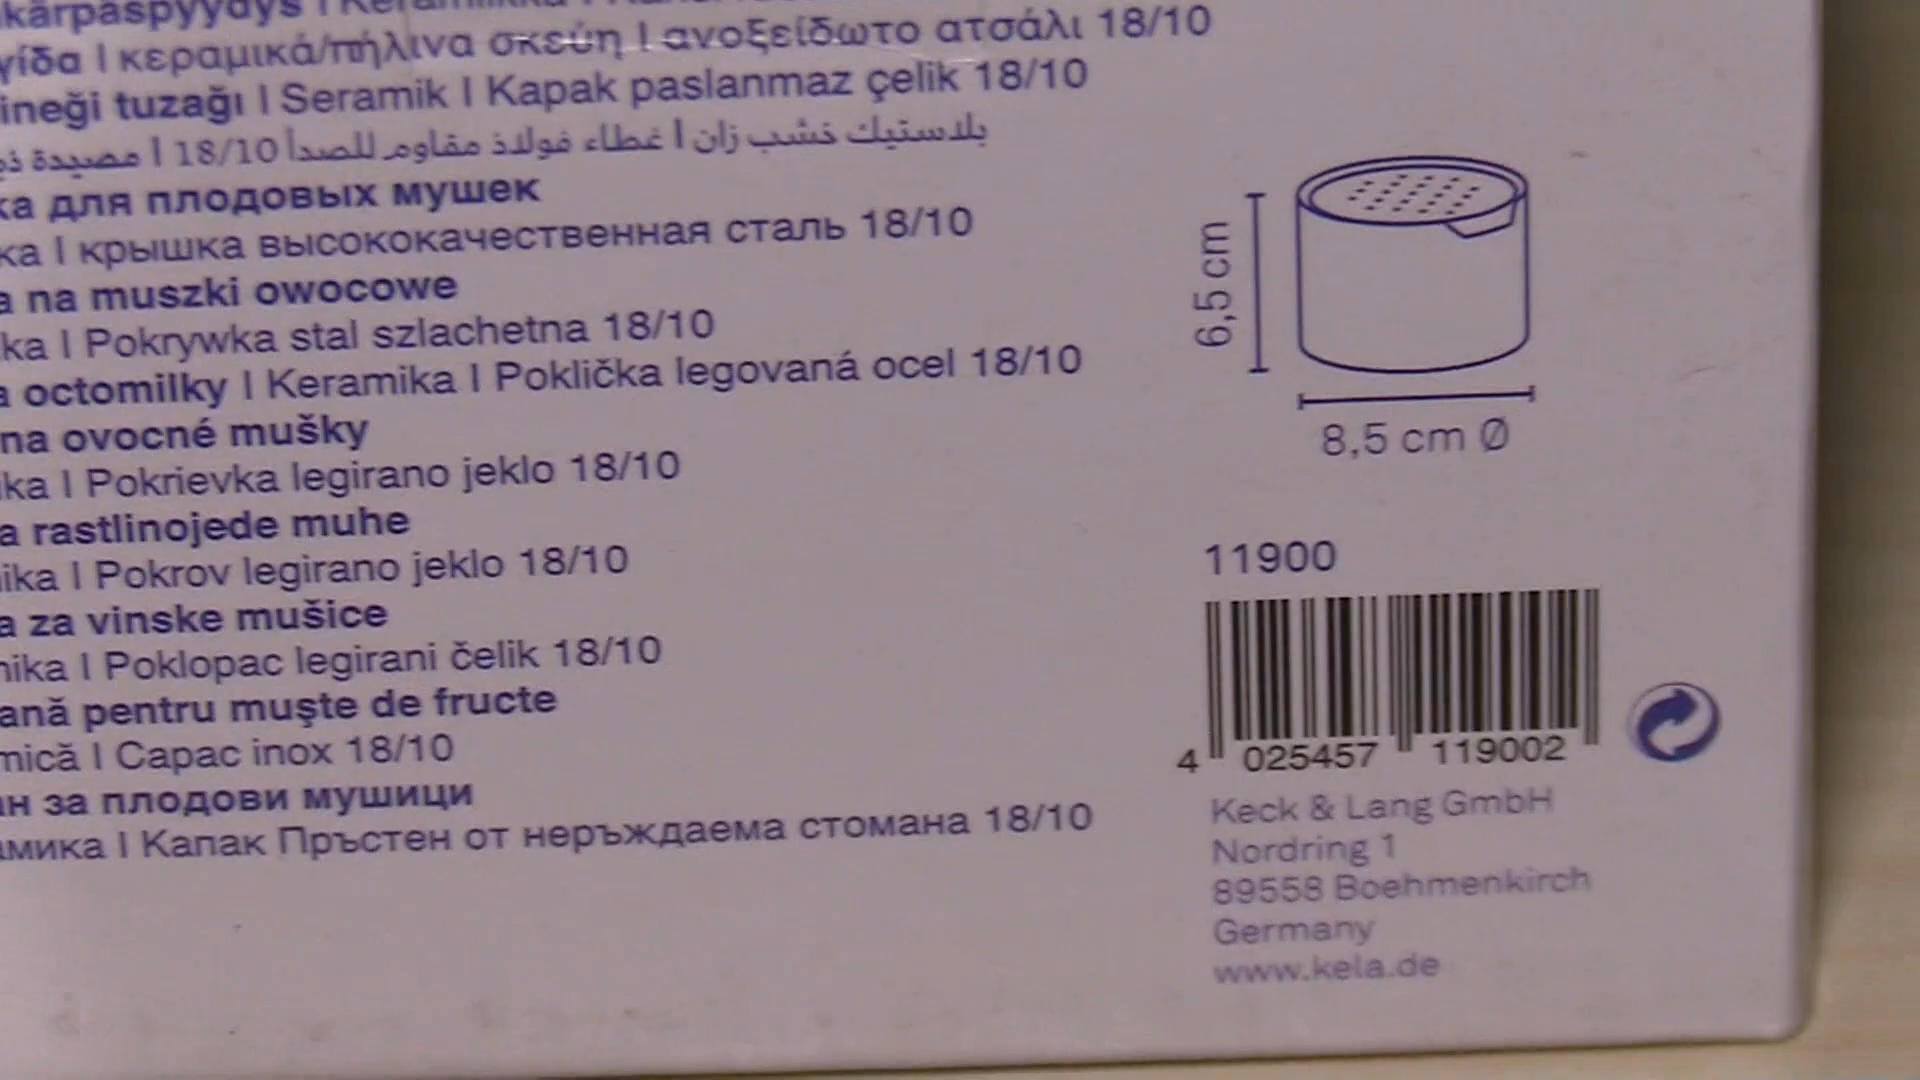 kärpäspyydys | Keramiikka |
γίδα | κεραμικά/πήλινα σκεύη | ανοξείδωτο ατσάλι 18/10
ineği tuzağı | Seramik | Kapak paslanmaz çelik 18/10
بلاستيك خشب زان | غطاء فولاذ مقاوم للصدأ 18/10 | مصيدة
ка для плодовых мушек
ка | крышка высококачественная сталь 18/10
a na muszki owocowe
ka | Pokrywka stal szlachetna 18/10
a octomilky | Keramika | Poklička legovaná ocel 18/10
na ovocné mušky
ika | Pokrievka legirano jeklo 18/10
a rastlinojede muhe
ika | Pokrov legirano jeklo 18/10
a za vinske mušice
nika | Poklopac legirani čelik 18/10
ană pentru muşte de fructe
mică | Capac inox 18/10
ан за плодови мушици
амика | Капак Пръстен от неръждаема стомана 18/10
6,5 cm
8,5 cm Ø
11900
4 025457 119002
Keck & Lang GmbH
Nordring 1
89558 Boehmenkirch
Germany
www.kela.de